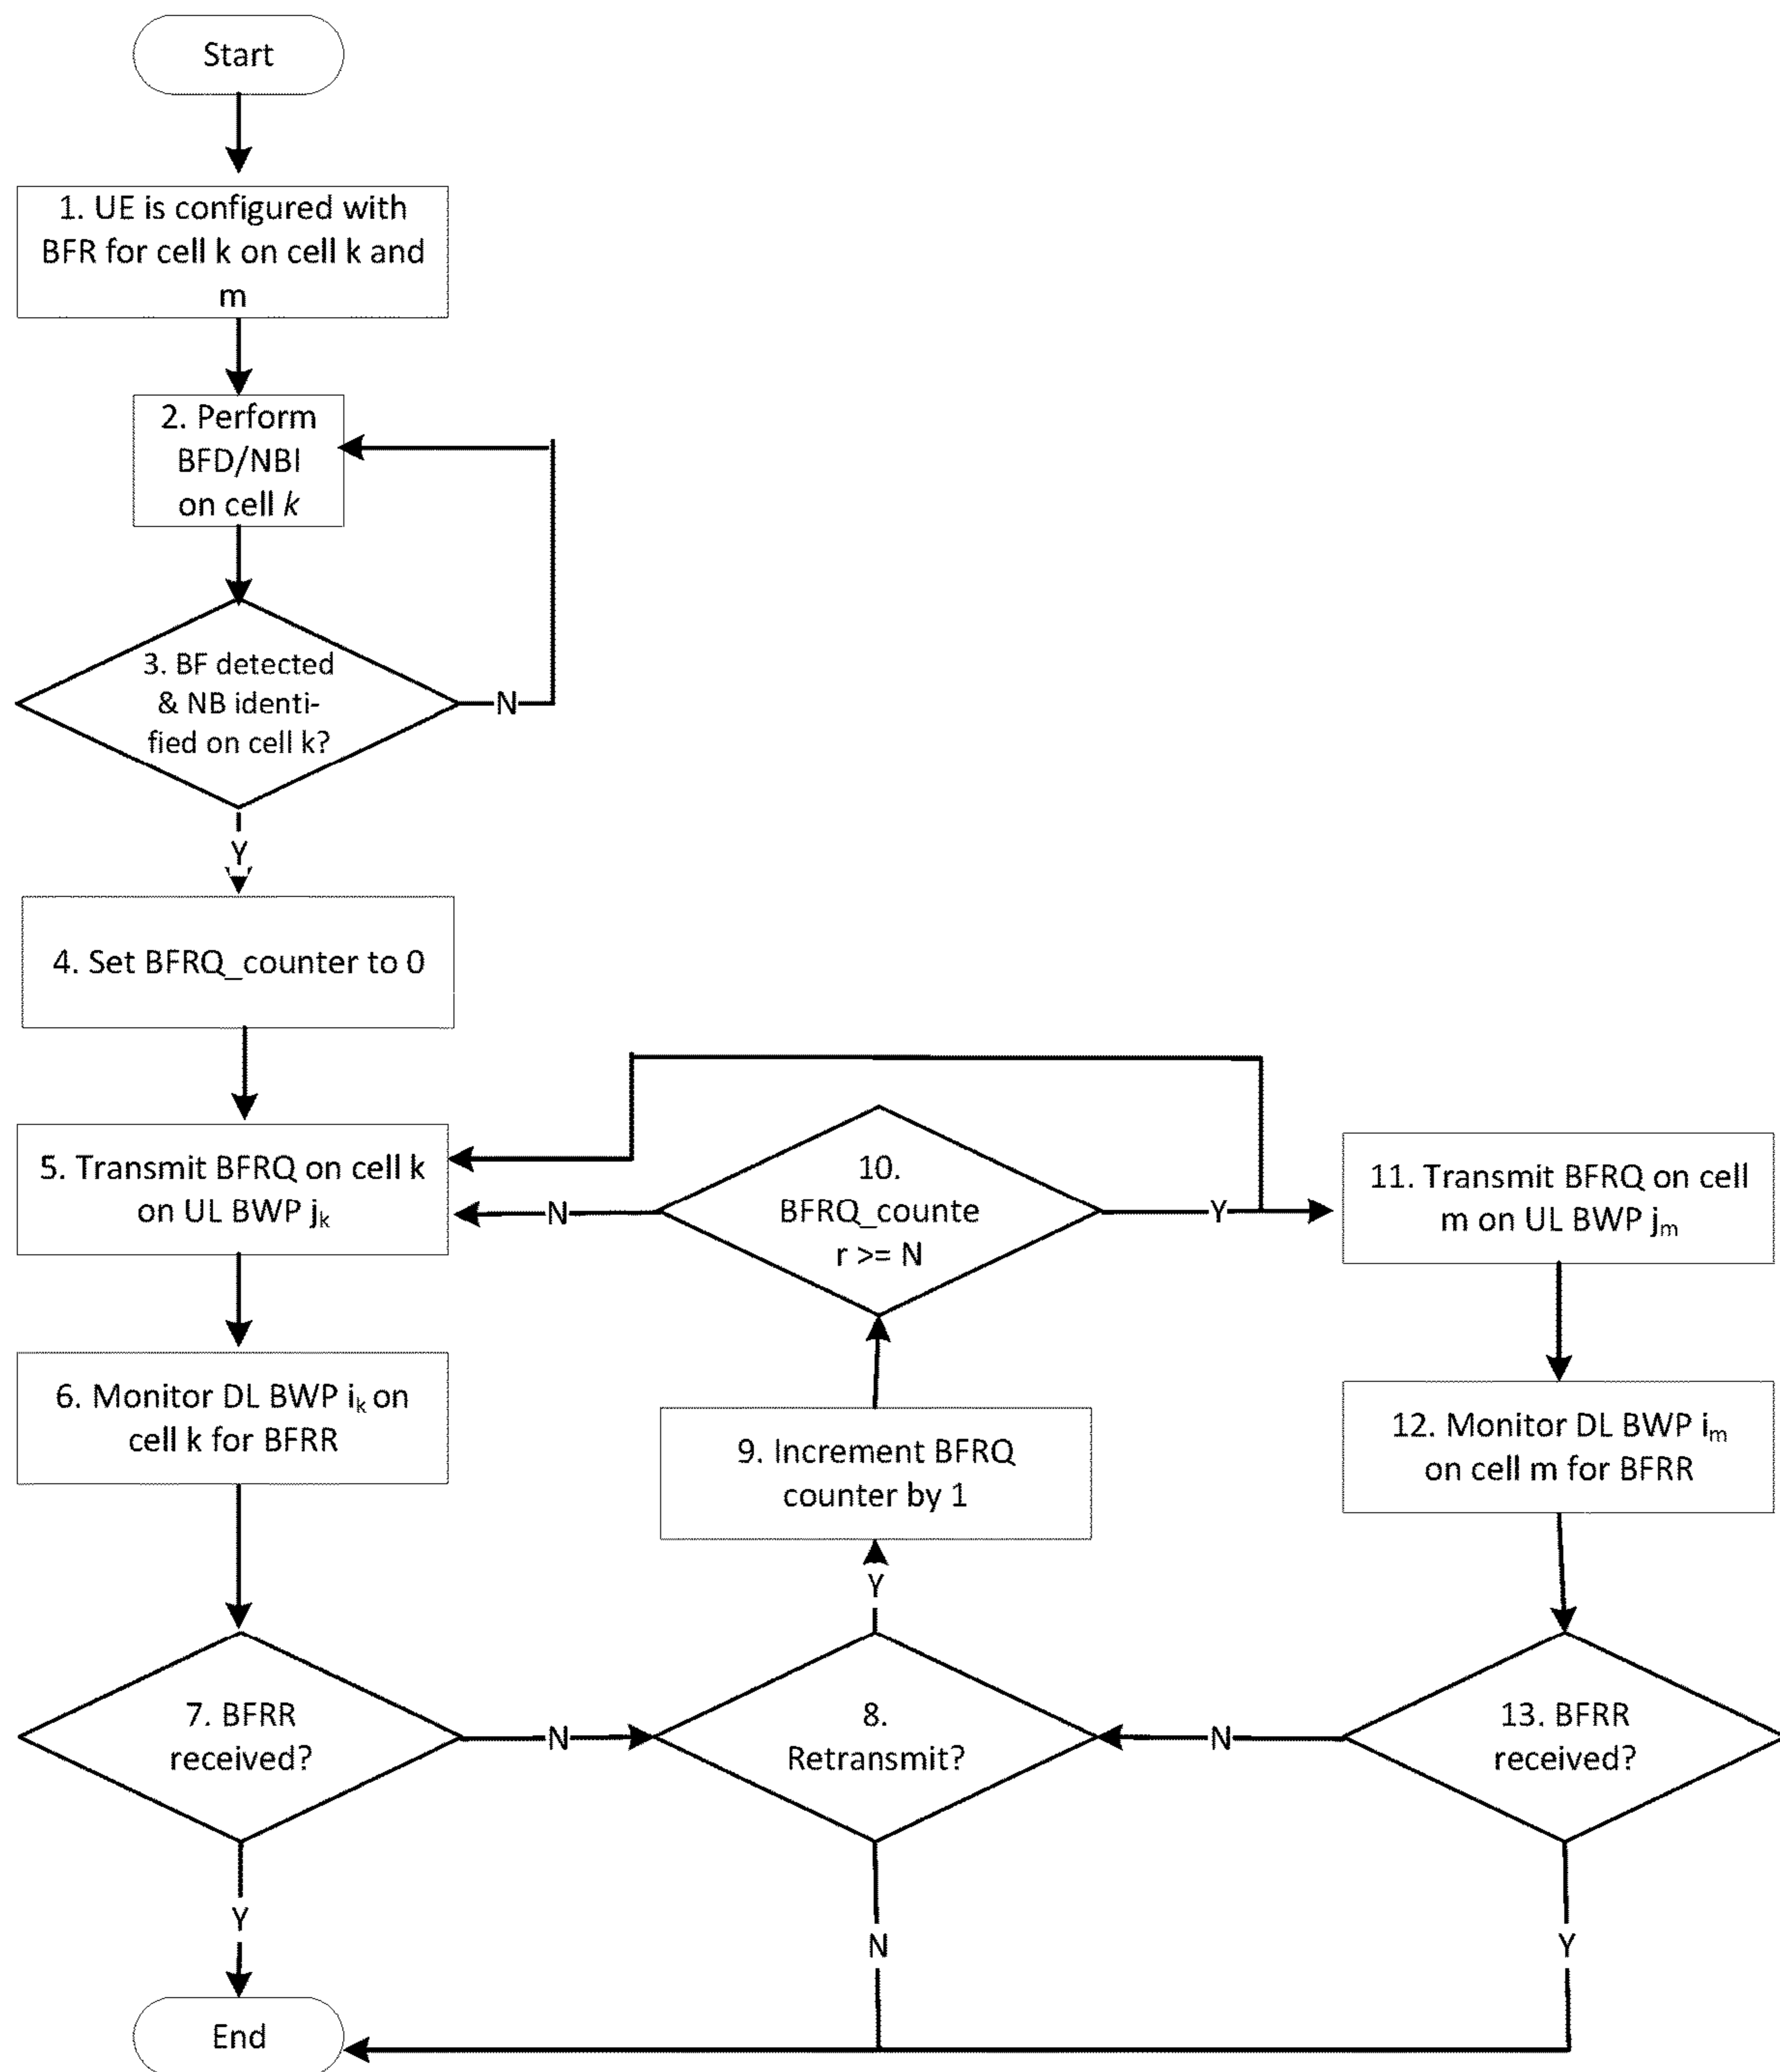 Start
1. UE is configured with
BFR for cell k on cell k and
m
2. Perform
BFD/NBI
on cell k
3. BF detected
& NB identi-
fied on cell k?
N
Y
4. Set BFRQ_counter to 0
5. Transmit BFRQ on cell k
on UL BWP jk
N
10.
BFRQ_counte
r >= N
Y
11. Transmit BFRQ on cell
m on UL BWP jm
6. Monitor DL BWP ik on
cell k for BFRR
9. Increment BFRQ
counter by 1
12. Monitor DL BWP im
on cell m for BFRR
Y
7. BFRR
received?
N
8.
Retransmit?
N
13. BFRR
received?
Y
N
Y
End